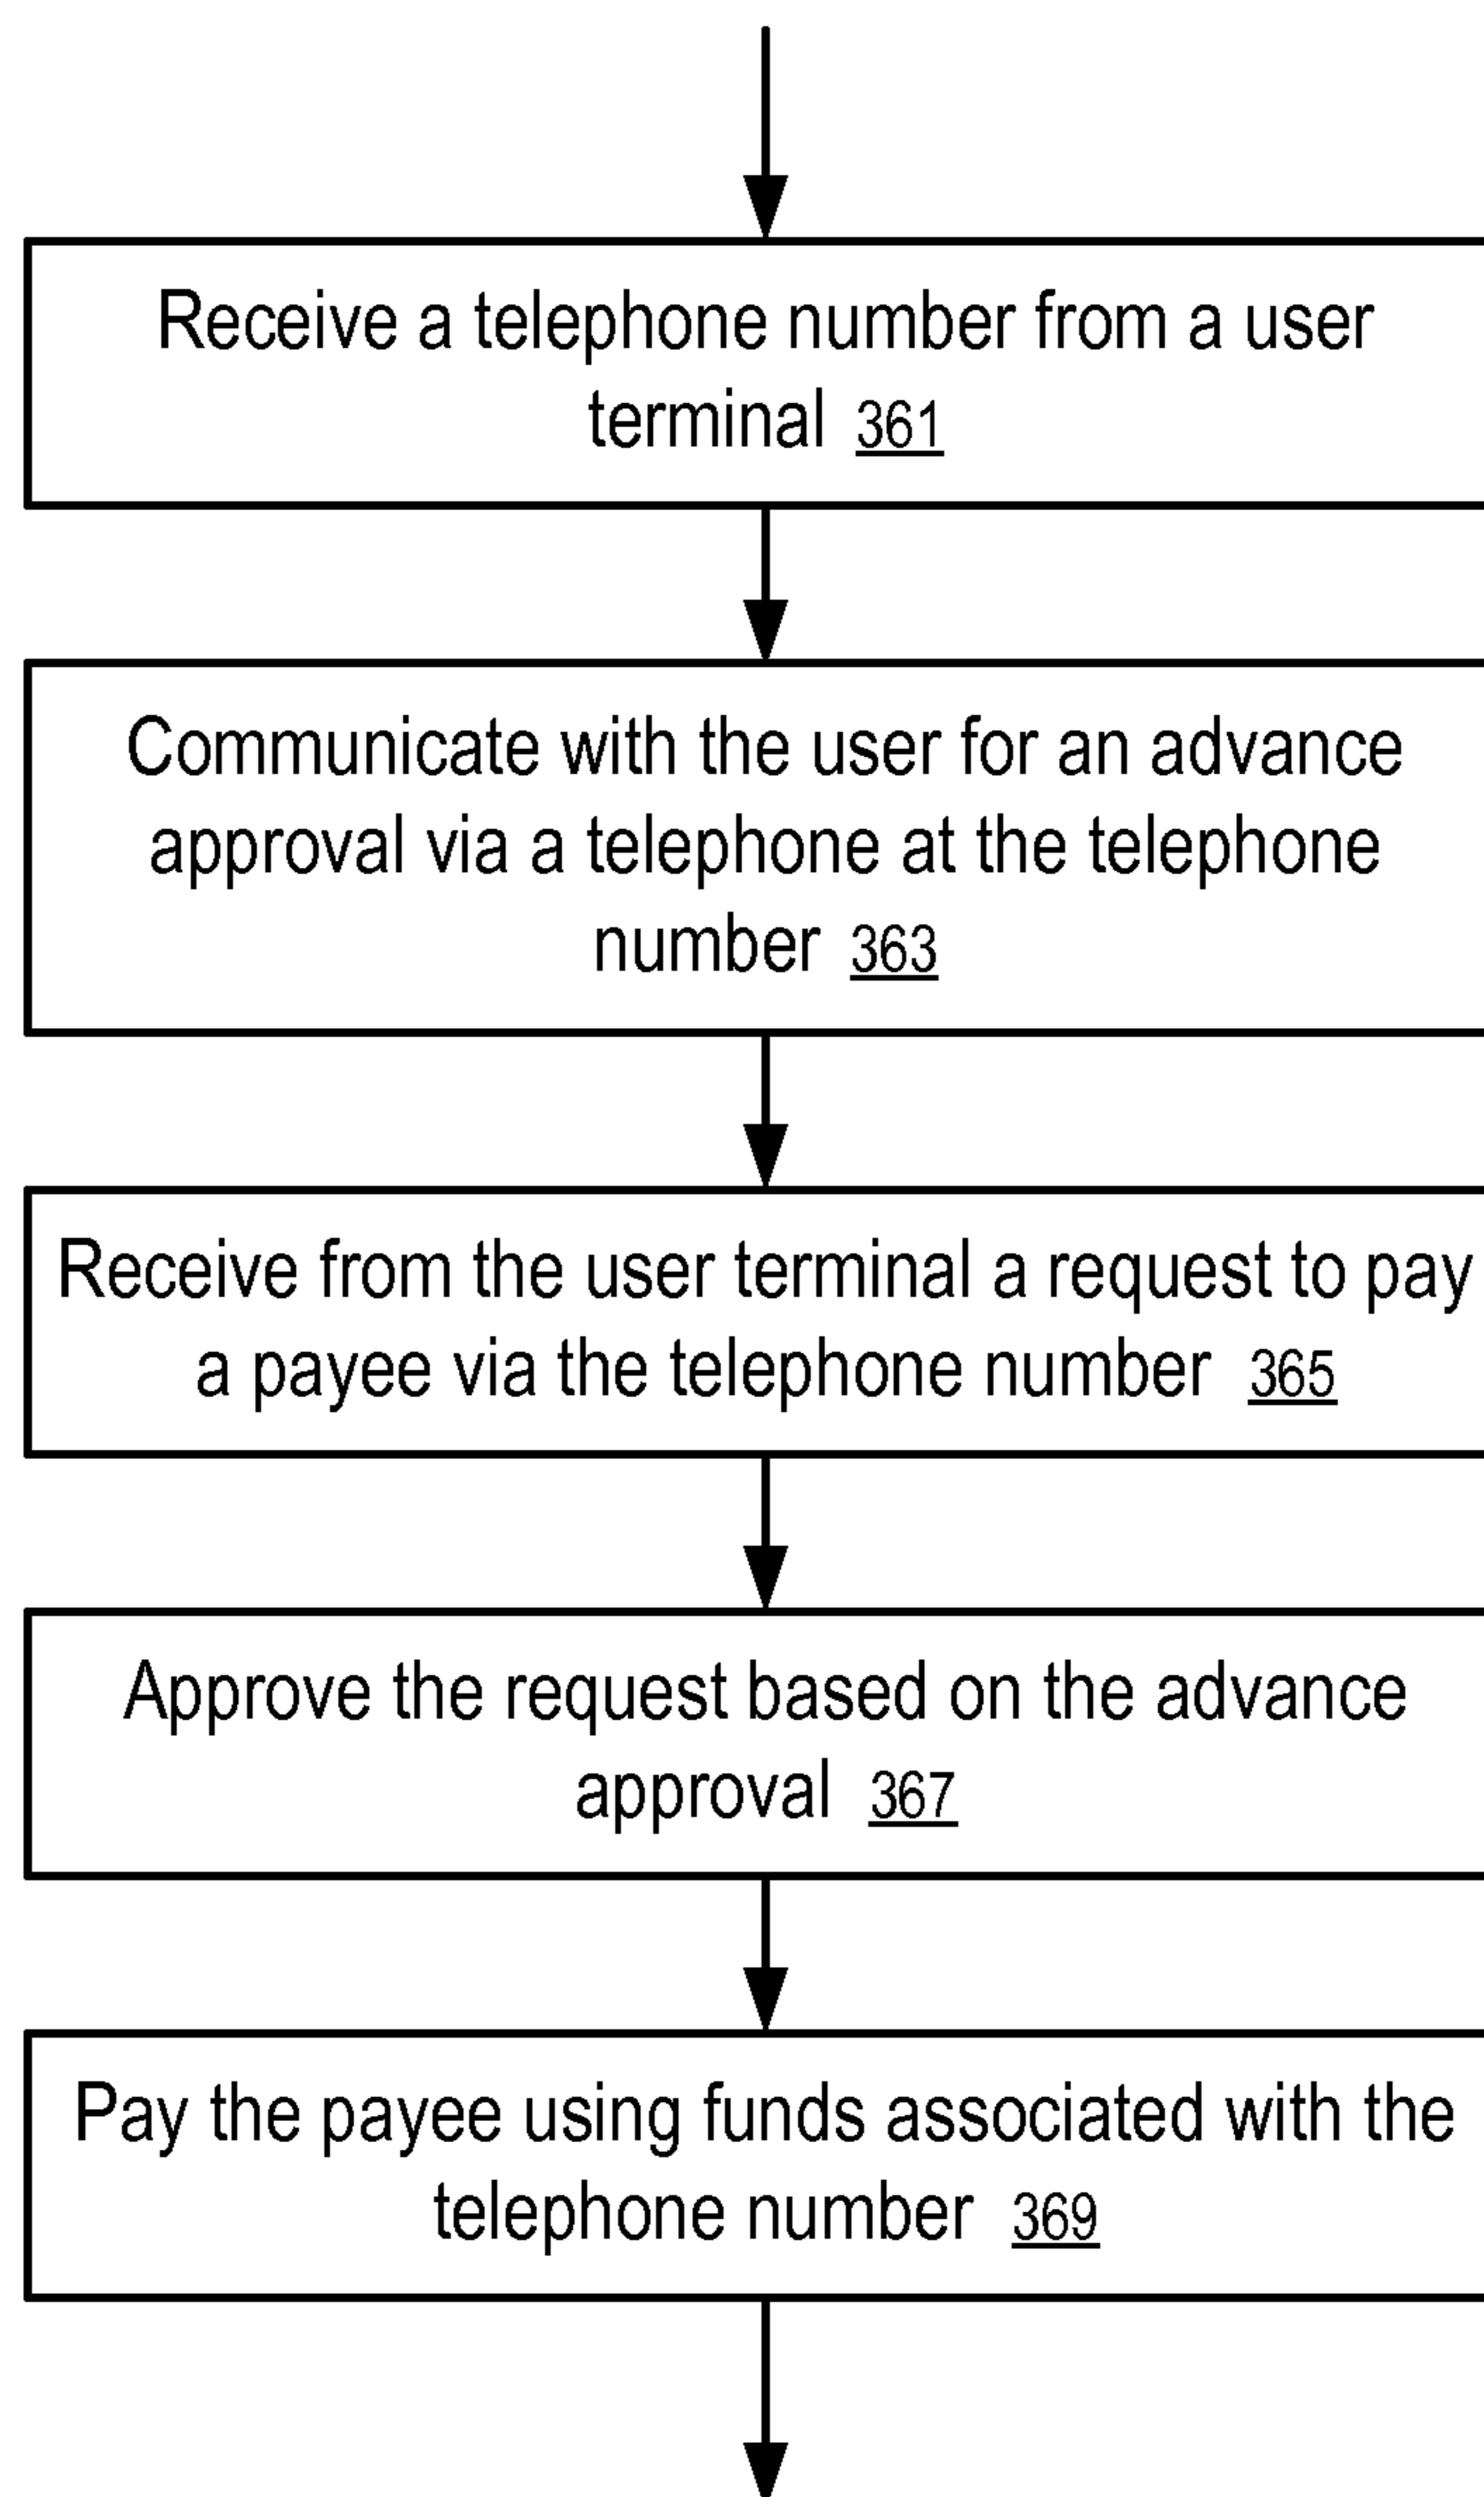 Receive a telephone number from a user
terminal 361
Communicate with the user for an advance
approval via a telephone at the telephone
number 363
Receive from the user terminal a request to pay
a payee via the telephone number 365
Approve the request based on the advance
approval 367
Pay the payee using funds associated with the
telephone number 369